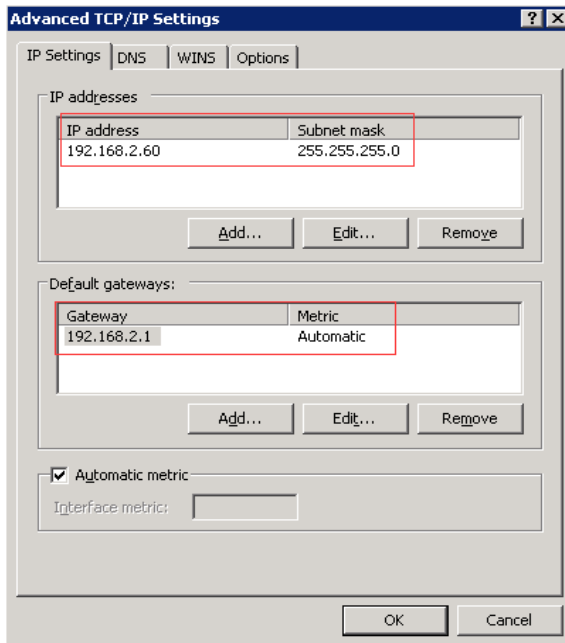 Advanced TCP/IP Settings
IP Settings DNS WINS Options
IP addresses
IP address Subnet mask
192.168.2.60 255.255.255.0
Add... Edit... Remove
Default gateways:
Gateway Metric
192.168.2.1 Automatic
Add... Edit... Remove
Automatic metric
Interface metric:
OK Cancel